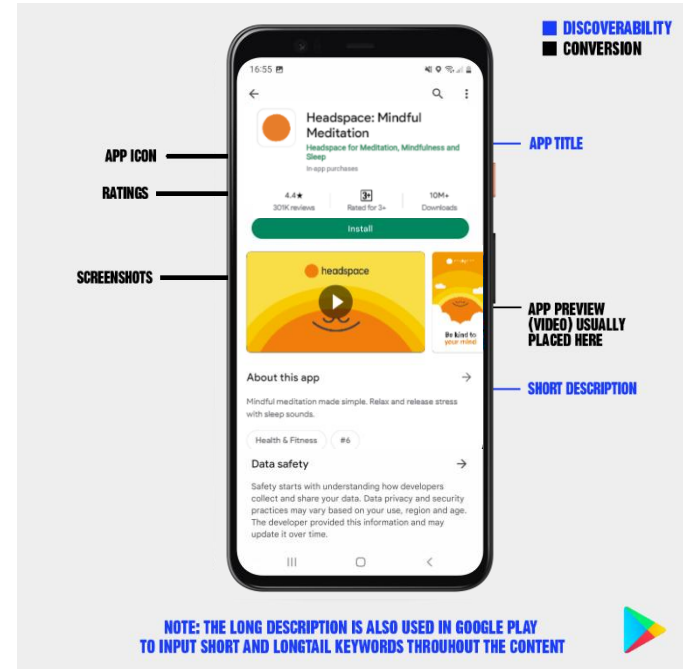 DISCOVERABILITY
CONVERSION
16:55
Headspace: Mindful
Meditation
Headspace for Meditation, Mindfulness and
Sleep
In-app purchases
APP TITLE
APP ICON
RATINGS
4.4★
3+
10M+
301K reviews
Rated for 3+
Downloads
Install
SCREENSHOTS
headspace
Be kind to
your mind
APP PREVIEW
(VIDEO) USUALLY
PLACED HERE
About this app
SHORT DESCRIPTION
Mindful meditation made simple. Relax and release stress
with sleep sounds.
Health & Fitness
#6
Data safety
Safety starts with understanding how developers
collect and share your data. Data privacy and security
practices may vary based on your use, region and age.
The developer provided this information and may
update it over time.
NOTE: THE LONG DESCRIPTION IS ALSO USED IN GOOGLE PLAY
TO INPUT SHORT AND LONGTAIL KEYWORDS THROUHOUT THE CONTENT